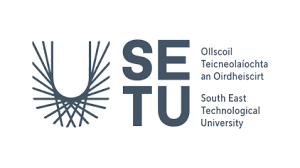 SE
TU
Ollscoil
Teicneolaíochta
an Oirdheiscirt
South East
Technological
University